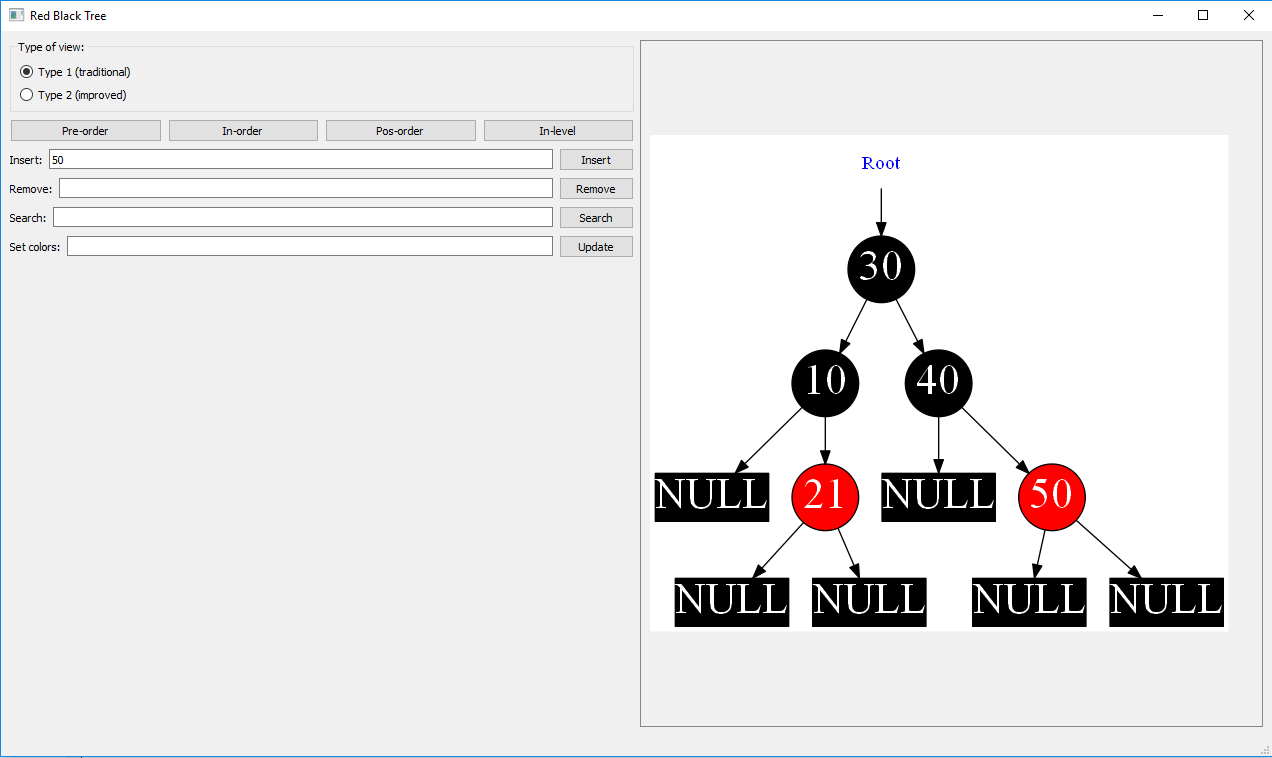 Red Black Tree
Type of view:
Type 1 (traditional)
Type 2 (improved)
Pre-order In-order Pos-order In-level
Insert: 50 Insert
Remove: Remove
Search: Search
Set colors: Update
Root
30
10 40
NULL 21 NULL 50
NULL NULL NULL NULL